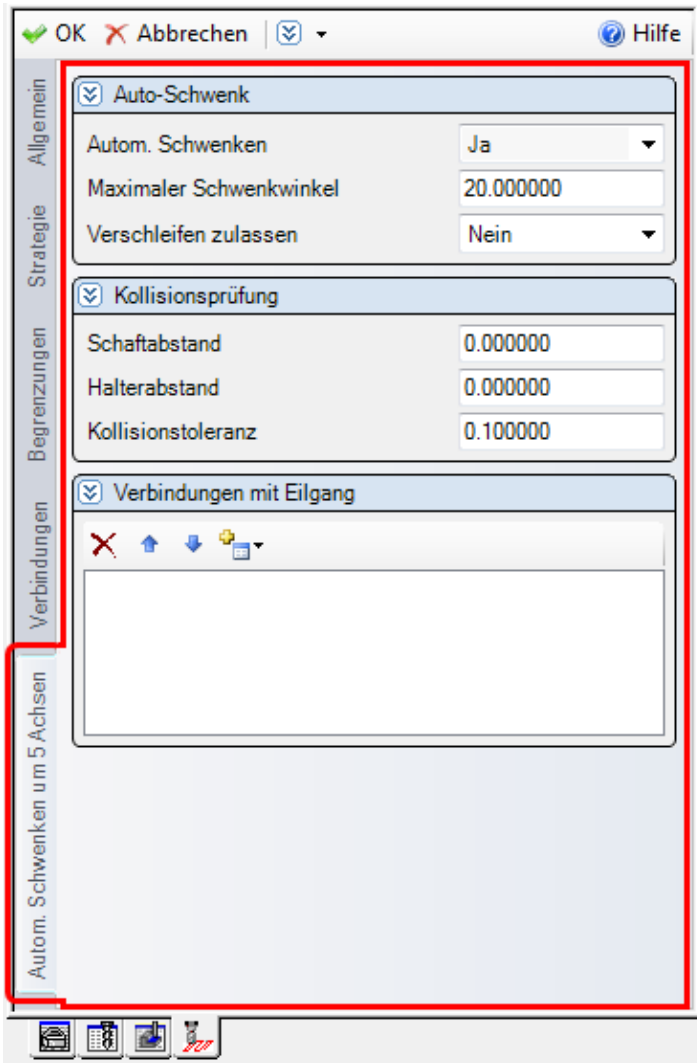 OK Abbrechen Hilfe
Allgemein
Strategie
Begrenzungen
Verbindungen
Autom. Schwenken um 5 Achsen
Auto-Schwenk
Autom. Schwenken Ja
Maximaler Schwenkwinkel 20.000000
Verschleifen zulassen Nein
Kollisionsprüfung
Schaftabstand 0.000000
Halterabstand 0.000000
Kollisionstoleranz 0.100000
Verbindungen mit Eilgang